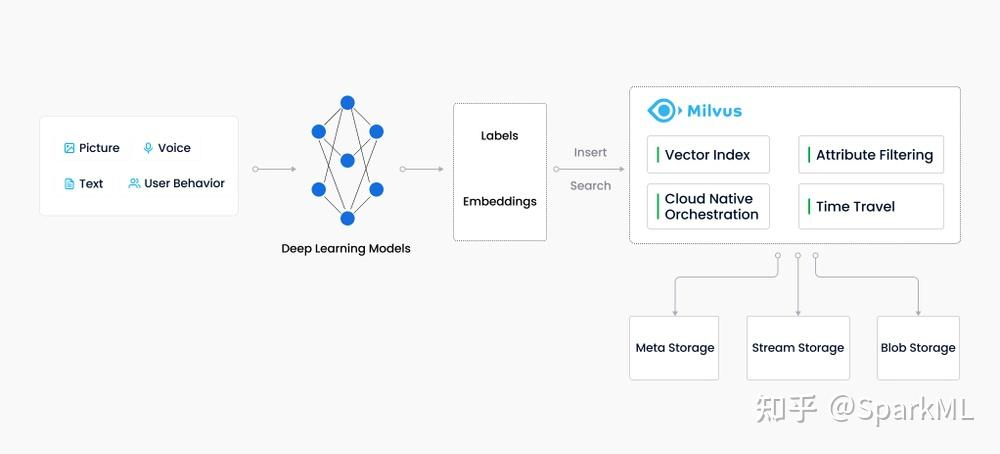 Picture
Voice
Text
User Behavior
Deep Learning Models
Labels
Embeddings
Insert
Search
Milvus
Vector Index
Attribute Filtering
Cloud Native
Orchestration
Time Travel
Meta Storage
Stream Storage
Blob Storage
知乎 @SparkML